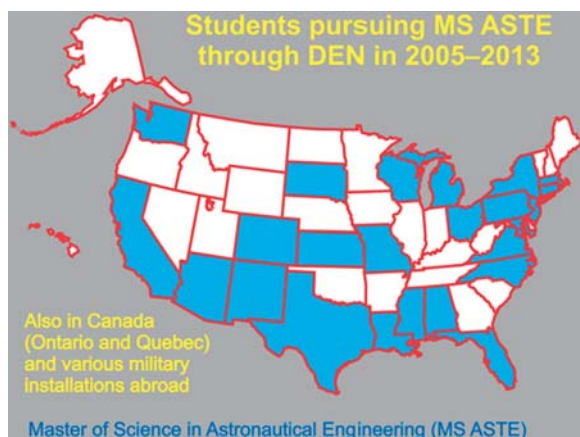 Students pursuing MS ASTE
through DEN in 2005–2013
Also in Canada
(Ontario and Quebec)
and various military
installations abroad
Master of Science in Astronautical Engineering (MS ASTE)